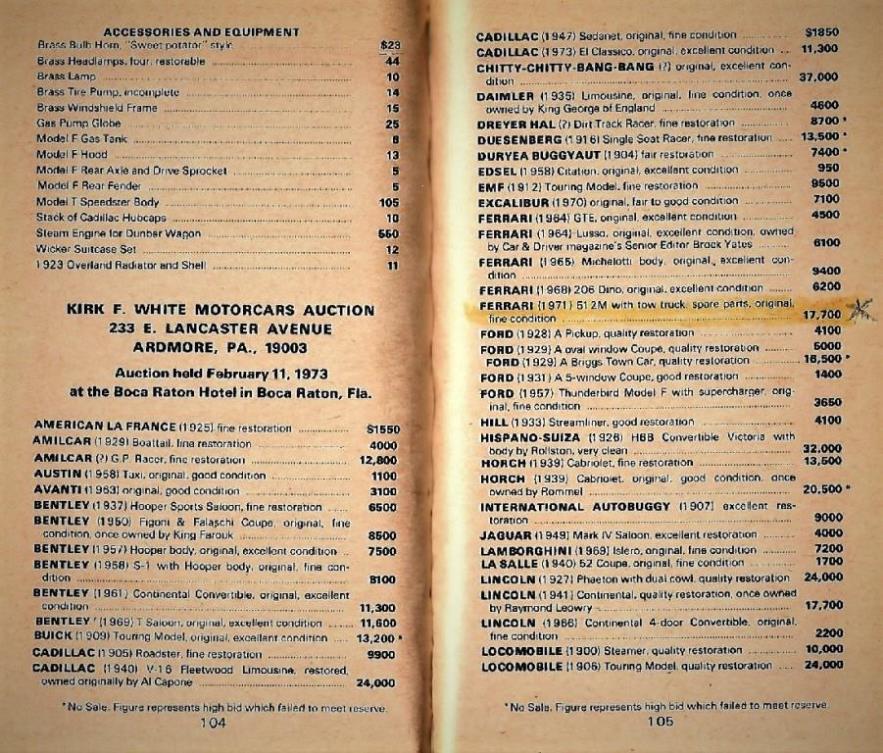 ACCESSORIES AND EQUIPMENT
Brass Bulb Horn, "Sweet potator" style $23
Brass Headlamps, four, restorable 44
Brass Lamp 10
Brass Tire Pump, incomplete 14
Brass Windshield Frame 15
Gas Pump Globe 25
Model F Gas Tank 8
Model F Hood 13
Model F Rear Axle and Drive Sprocket 5
Model F Rear Fender 5
Model T Speedster Body 105
Stack of Cadillac Hubcaps 10
Steam Engine for Dunbar Wagon 550
Wicker Suitcase Set 12
1923 Overland Radiator and Shell 11
KIRK F. WHITE MOTORCARS AUCTION
233 E. LANCASTER AVENUE
ARDMORE, PA., 19003
Auction held February 11, 1973
at the Boca Raton Hotel in Boca Raton, Fla.
AMERICAN LA FRANCE (1925) fine restoration $1550
AMILCAR (1929) Boattail, fine restoration 4000
AMILCAR (?) G.P. Racer, fine restoration 12,800
AUSTIN (1958) Taxi, original, good condition 1100
AVANTI (1963) original, good condition 3100
BENTLEY (1937) Hooper Sports Saloon, fine restoration 6500
BENTLEY (1950) Figoni & Falaschi Coupe, original, fine
condition, once owned by King Farouk 8500
BENTLEY (1957) Hooper body, original, excellent condition 7500
BENTLEY (1958) S-1 with Hooper body, original, fine con-
dition 8100
BENTLEY (1961) Continental Convertible, original, excellent
condition 11,300
BENTLEY (1969) T Saloon, original, excellent condition 11,600
BUICK (1909) Touring Model, original, excellent condition 13,200 *
CADILLAC (1905) Roadster, fine restoration 9900
CADILLAC (1940) V-16 Fleetwood Limousine, restored,
owned originally by Al Capone 24,000
*No Sale. Figure represents high bid which failed to meet reserve.
104
CADILLAC (1947) Sedanet, original, fine condition $1850
CADILLAC (1973) El Classico, original, excellent condition 11,300
CHITTY-CHITTY-BANG-BANG (?) original, excellent con-
dition 37,000
DAIMLER (1935) Limousine, original, fine condition, once
owned by King George of England 4800
DREYER HAL (?) Dirt Track Racer, fine restoration 8700 *
DUESENBERG (1916) Single Seat Racer, fine restoration 13,500 *
DURYEA BUGGYAUT (1904) fair restoration 7400 *
EDSEL (1958) Citation, original, excellent condition 950
EMF (1912) Touring Model, fine restoration 9500
EXCALIBUR (1970) original, fair to good condition 7100
FERRARI (1964) GTE, original, excellent condition 4500
FERRARI (1964) Lusso, original, excellent condition, owned
by Car & Driver magazine's Senior Editor Brock Yates 6100
FERRARI (1965) Michelotti body, original, excellent con-
dition 9400
FERRARI (1968) 206 Dino, original, excellent condition 6200
FERRARI (1971) 512M with tow truck, spare parts, original,
fine condition 17,700
FORD (1928) A Pickup, quality restoration 4100
FORD (1929) A oval window Coupe, quality restoration 5000
FORD (1929) A Briggs Town Car, quality restoration 16,500 *
FORD (1931) A 5-window Coupe, good restoration 1400
FORD (1957) Thunderbird Model F with supercharger, orig-
inal, fine condition 3650
HILL (1933) Streamliner, good restoration 4100
HISPANO-SUIZA (1928) H6B Convertible Victoria with
body by Rollston, very clean 32,000
HORCH (1939) Cabriolet, fine restoration 13,500
HORCH (1939) Cabriolet, original, good condition, once
owned by Rommel 20,500 *
INTERNATIONAL AUTOBUGGY (1907) excellent res-
toration 9000
JAGUAR (1949) Mark IV Saloon, excellent restoration 4000
LAMBORGHINI (1969) Islero, original, fine condition 7200
LA SALLE (1940) 52 Coupe, original, fine condition 1700
LINCOLN (1927) Phaeton with dual cowl, quality restoration 24,000
LINCOLN (1941) Continental, quality restoration, once owned
by Raymond Leowry 17,700
LINCOLN (1966) Continental 4-door Convertible, original,
fine condition 2200
LOCOMOBILE (1900) Steamer, quality restoration 10,000
LOCOMOBILE (1906) Touring Model, quality restoration 24,000
*No Sale. Figure represents high bid which failed to meet reserve.
105